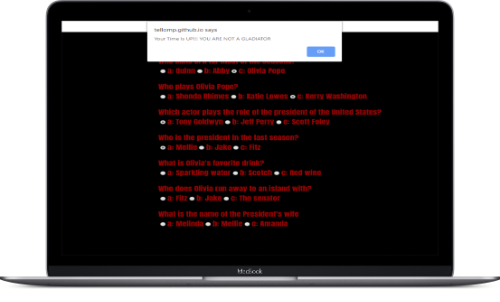 tellomp.github.io says
Your Time is UP!!! YOU ARE NOT A GLADIATOR
OK
a: Quinn b: Abby c: Olivia Pope
Who plays Olivia Pope?
a: Shonda Rhimes b: Katie Lowes c: Kerry Washington
Which actor plays the role of the president of the United States?
a: Tony Goldwyn b: Jeff Perry c: Scott Foley
Who is the president in the last season?
a: Mellie b: Jake c: Fitz
What is Olivia's favorite drink?
a: Sparkling water b: Scotch c: Red wine
Who does Olivia ran away to an island with?
a: Fitz b: Jake c: The senator
What is the name of the President's wife
a: Melinda b: Mellie c: Amanda
MacBook